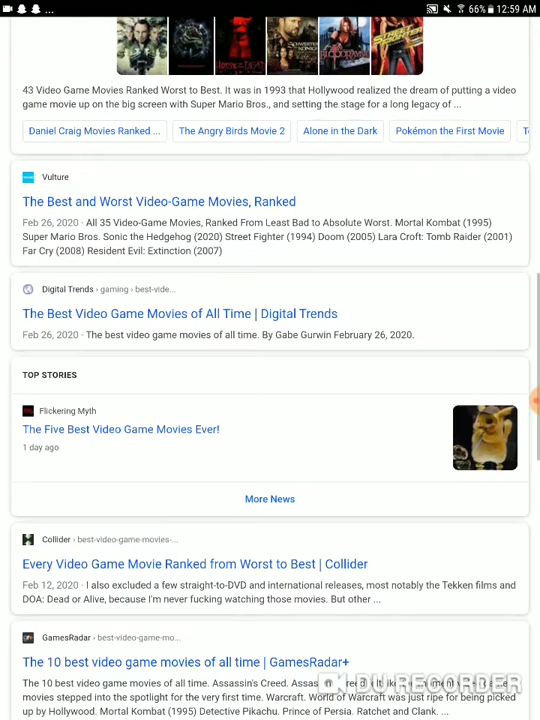 ... 66% 12:59 AM
43 Video Game Movies Ranked Worst to Best. It was in 1993 that Hollywood realized the dream of putting a video
game movie up on the big screen with Super Mario Bros., and setting the stage for a long legacy of ...
Daniel Craig Movies Ranked ... The Angry Birds Movie 2 Alone in the Dark Pokémon the First Movie
Vulture
The Best and Worst Video-Game Movies, Ranked
Feb 26, 2020 · All 35 Video-Game Movies, Ranked From Least Bad to Absolute Worst. Mortal Kombat (1995)
Super Mario Bros. Sonic the Hedgehog (2020) Street Fighter (1994) Doom (2005) Lara Croft: Tomb Raider (2001)
Far Cry (2008) Resident Evil: Extinction (2007)
Digital Trends › gaming › best-vide...
The Best Video Game Movies of All Time | Digital Trends
Feb 26, 2020 · The best video game movies of all time. By Gabe Gurwin February 26, 2020.
TOP STORIES
Flickering Myth
The Five Best Video Game Movies Ever!
1 day ago
More News
Collider › best-video-game-movies-...
Every Video Game Movie Ranked from Worst to Best | Collider
Feb 12, 2020 · I also excluded a few straight-to-DVD and international releases, most notably the Tekken films and
DOA: Dead or Alive, because I'm never fucking watching those movies. But other ...
GamesRadar › best-video-game-mo...
The 10 best video game movies of all time | GamesRadar+
The 10 best video game movies of all time. Assassin's Creed.
movies stepped into the spotlight for the very first time. Warcraft. World of Warcraft was just ripe for being picked
up by Hollywood. Mortal Kombat (1995) Detective Pikachu. Prince of Persia. Ratchet and Clank. ...
DU RECORDER